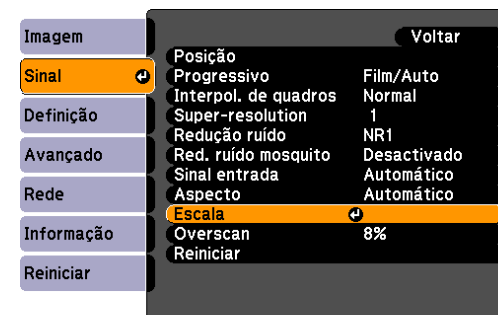 Imagem
Sinal
Definição
Avançado
Rede
Informação
Reiniciar
Voltar
Posição
Progressivo Film/Auto
Interpol. de quadros Normal
Super-resolution 1
Redução ruído NR1
Red. ruído mosquito Desactivado
Sinal entrada Automático
Aspecto Automático
Escala
Overscan 8%
Reiniciar